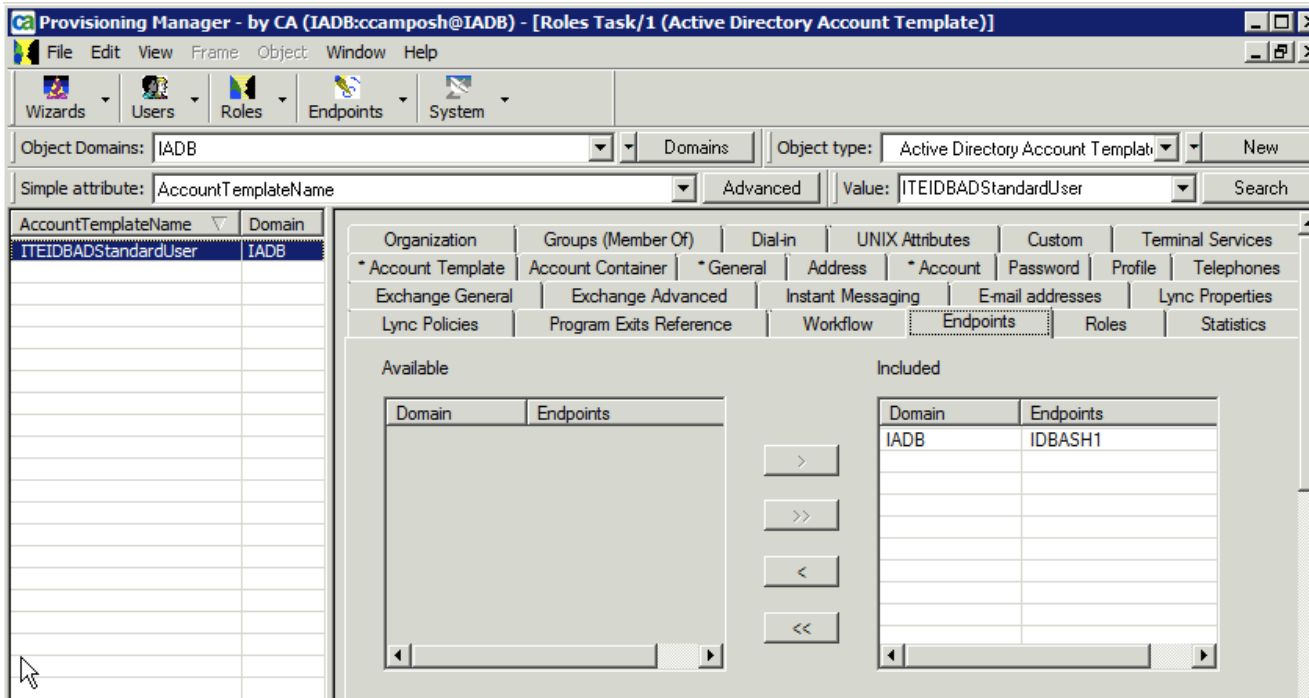 ca Provisioning Manager - by CA (IADB:ccamposh@IADB) - [Roles Task/1 (Active Directory Account Template)]
File Edit View Frame Object Window Help
Wizards Users Roles Endpoints System
Object Domains: IADB Domains Object type: Active Directory Account Templat New
Simple attribute: AccountTemplateName Advanced Value: ITEIDBADStandardUser Search
AccountTemplateName Domain
ITEIDBADStandardUser IADB
Organization Groups (Member Of) Dial-in UNIX Attributes Custom Terminal Services
* Account Template Account Container * General Address * Account Password Profile Telephones
Exchange General Exchange Advanced Instant Messaging E-mail addresses Lync Properties
Lync Policies Program Exits Reference Workflow Endpoints Roles Statistics
Available Included
Domain Endpoints Domain Endpoints
IADB IDBASH1
>
>>
<
<<